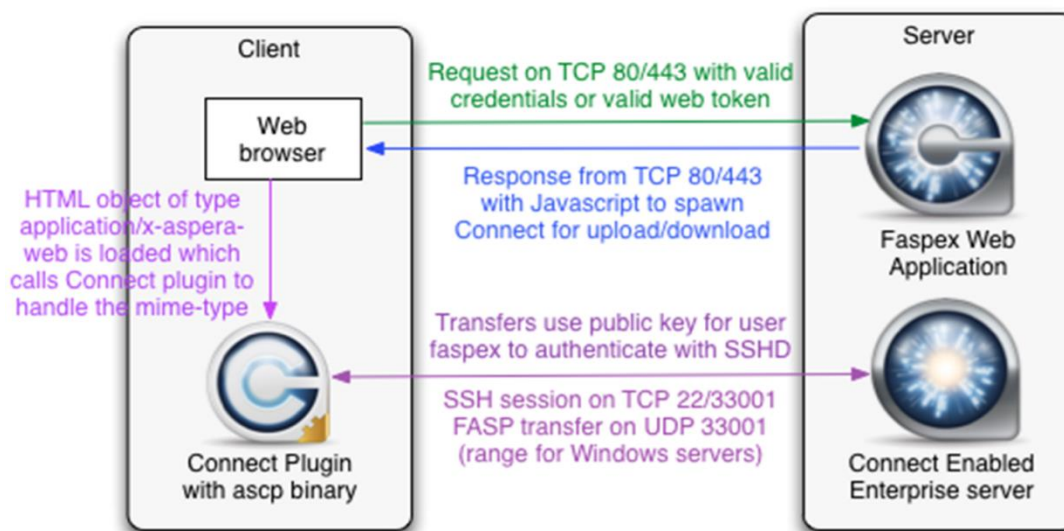 Client
Server
Web
browser
Request on TCP 80/443 with valid
credentials or valid web token
Response from TCP 80/443
with Javascript to spawn
Connect for upload/download
Faspex Web
Application
HTML object of type
application/x-aspera-
web is loaded which
calls Connect plugin to
handle the mime-type
Transfers use public key for user
faspex to authenticate with SSHD
SSH session on TCP 22/33001
FASP transfer on UDP 33001
(range for Windows servers)
Connect Plugin
with ascp binary
Connect Enabled
Enterprise server